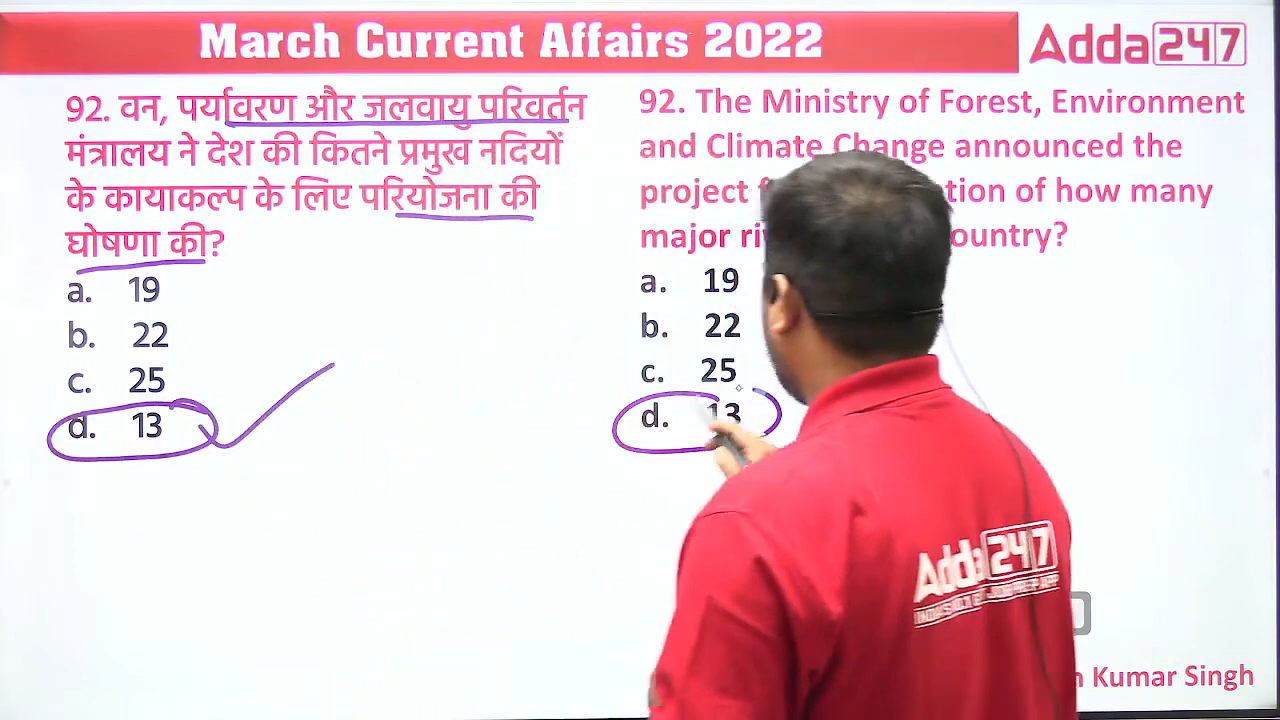 March Current Affairs 2022
Adda247
92. वन, पर्यावरण और जलवायु परिवर्तन
मंत्रालय ने देश की कितने प्रमुख नदियों
के कायाकल्प के लिए परियोजना की
घोषणा की?
a. 19
b. 22
c. 25
d. 13
92. The Ministry of Forest, Environment
and Climate Change announced the
project tion of how many
major ountry?
a. 19
b. 22
c. 25
d. 13
Adda247
Kumar Singh